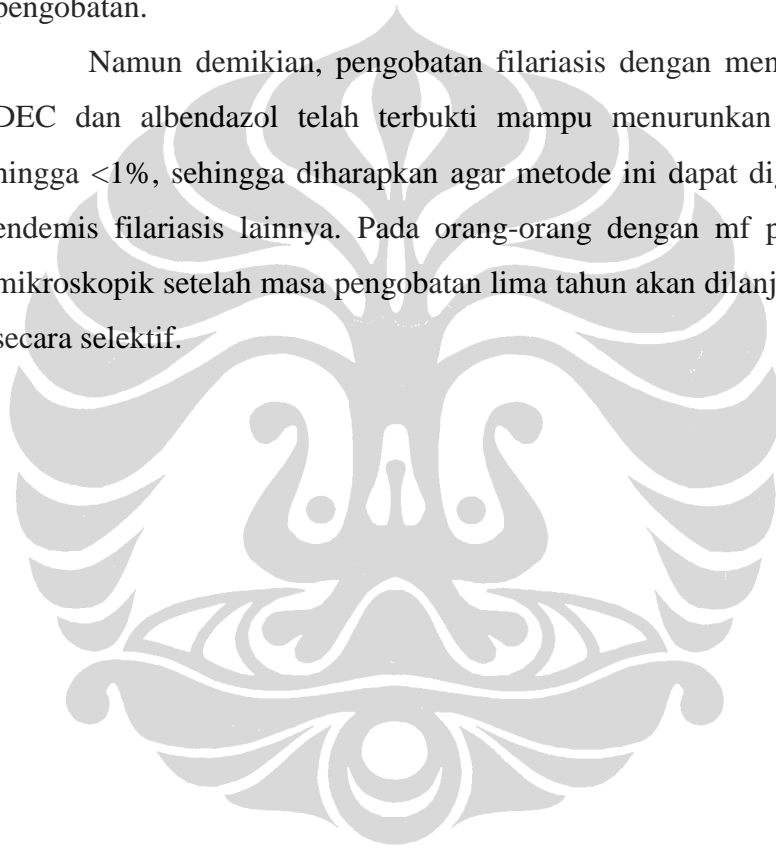 pengobatan.
Namun demikian, pengobatan filariasis dengan men
DEC dan albendazol telah terbukti mampu menurunkan
hingga <1%, sehingga diharapkan agar metode ini dapat dig
endemis filariasis lainnya. Pada orang-orang dengan mf p
mikroskopik setelah masa pengobatan lima tahun akan dilanj
secara selektif.